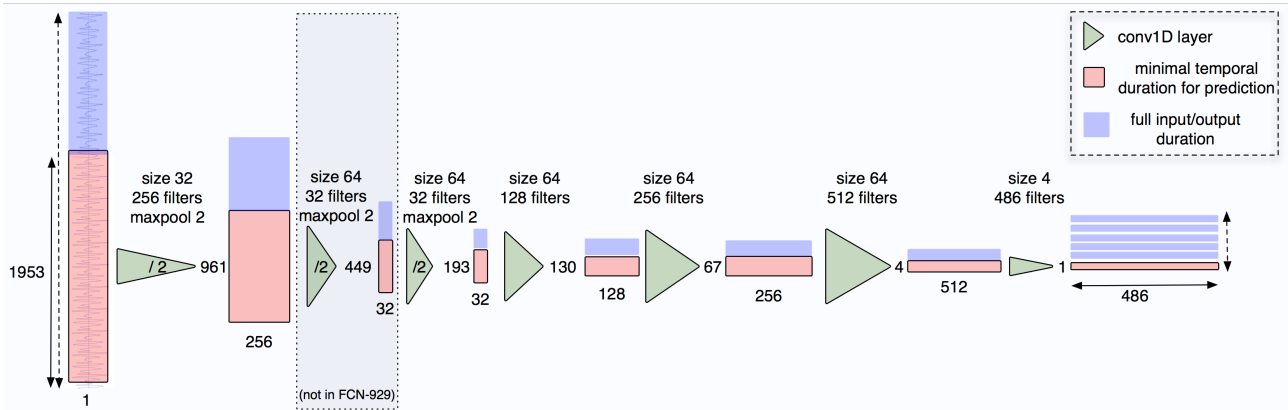 1953
1
size 32
256 filters
maxpool 2
/ 2
961
256
size 64
32 filters
maxpool 2
/2
449
32
(not in FCN-929)
size 64
32 filters
maxpool 2
/2
193
32
size 64
128 filters
130
128
size 64
256 filters
67
256
size 64
512 filters
4
512
size 4
486 filters
1
486
conv1D layer
minimal temporal
duration for prediction
full input/output
duration